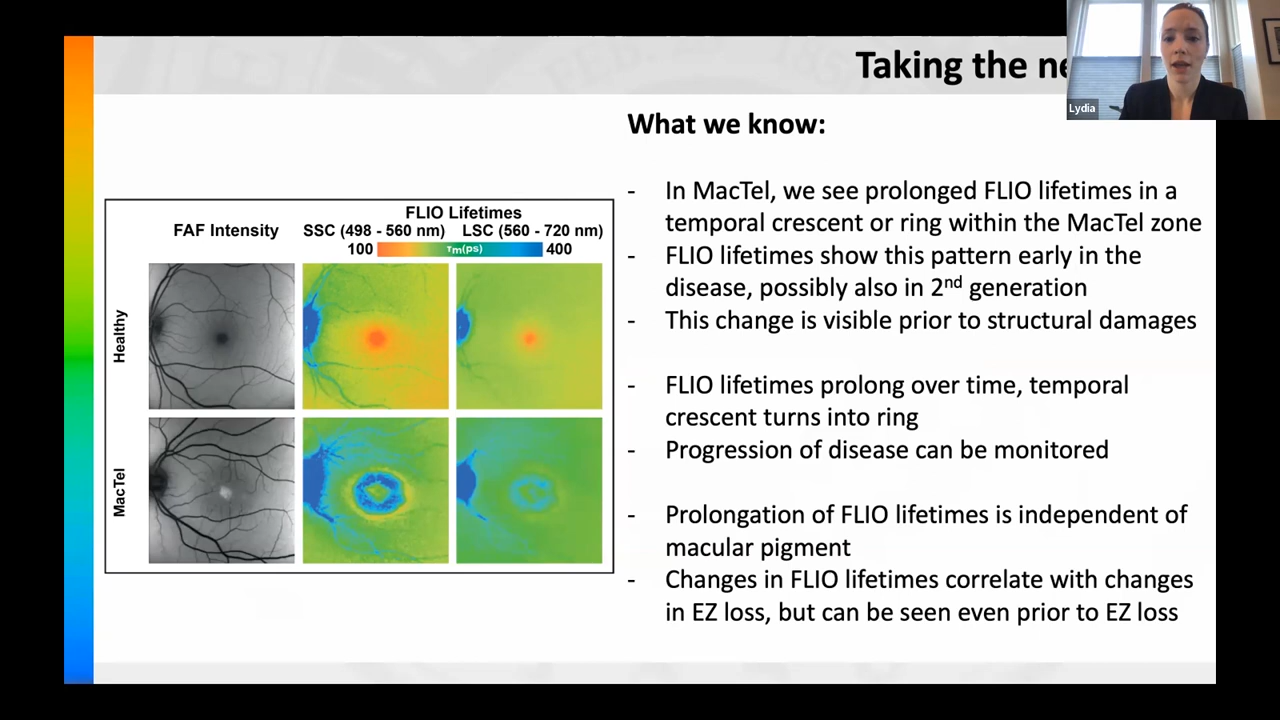 Taking the
Lydia
What we know:
- In MacTel, we see prolonged FLIO lifetimes in a
temporal crescent or ring within the MacTel zone
- FLIO lifetimes show this pattern early in the
disease, possibly also in 2nd generation
- This change is visible prior to structural damages
- FLIO lifetimes prolong over time, temporal
crescent turns into ring
- Progression of disease can be monitored
- Prolongation of FLIO lifetimes is independent of
macular pigment
- Changes in FLIO lifetimes correlate with changes
in EZ loss, but can be seen even prior to EZ loss
FLIO Lifetimes
FAF Intensity SSC (498 - 560 nm) LSC (560 - 720 nm)
100 τm(ps) 400
Healthy
MacTel